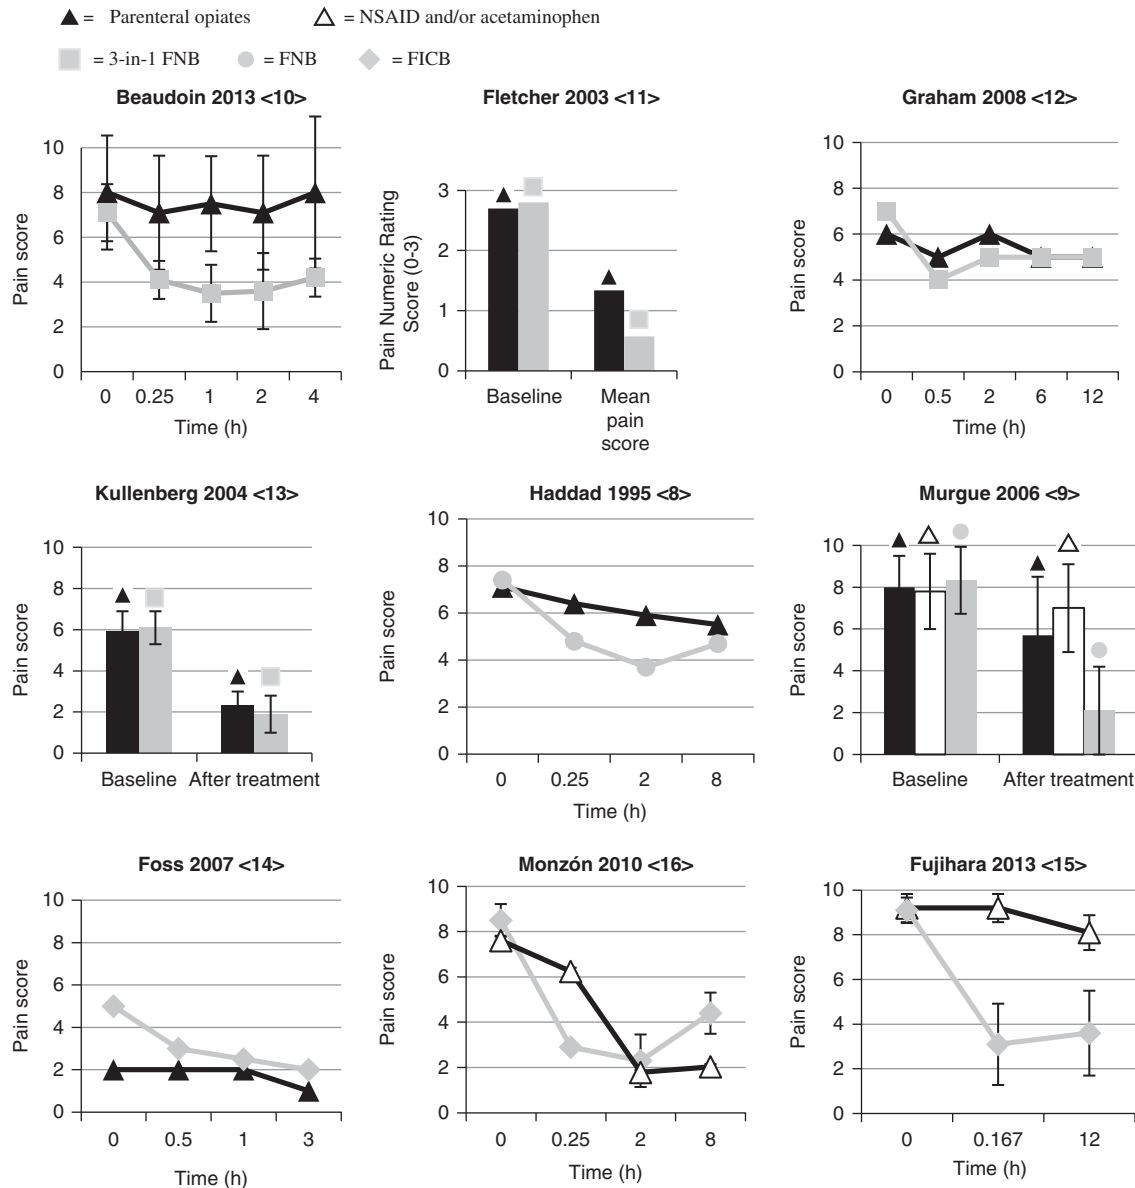 = Parenteral opiates = NSAID and/or acetaminophen
= 3-in-1 FNB = FNB = FICB
Beaudoin 2013 <10>
Pain score
10
8
6
4
2
0
0 0.25 1 2 4
Time (h)
Fletcher 2003 <11>
Pain Numeric Rating
Score (0-3)
3
2
1
0
Baseline Mean
pain
score
Graham 2008 <12>
Pain score
10
8
6
4
2
0
0 0.5 2 6 12
Time (h)
Kullenberg 2004 <13>
Pain score
10
8
6
4
2
0
Baseline After treatment
Haddad 1995 <8>
Pain score
10
8
6
4
2
0
0 0.25 2 8
Time (h)
Murgue 2006 <9>
Pain score
10
8
6
4
2
0
Baseline After treatment
Foss 2007 <14>
Pain score
10
8
6
4
2
0
0 0.5 1 3
Time (h)
Monzón 2010 <16>
Pain score
10
8
6
4
2
0
0 0.25 2 8
Time (h)
Fujihara 2013 <15>
Pain score
10
8
6
4
2
0
0 0.167 12
Time (h)